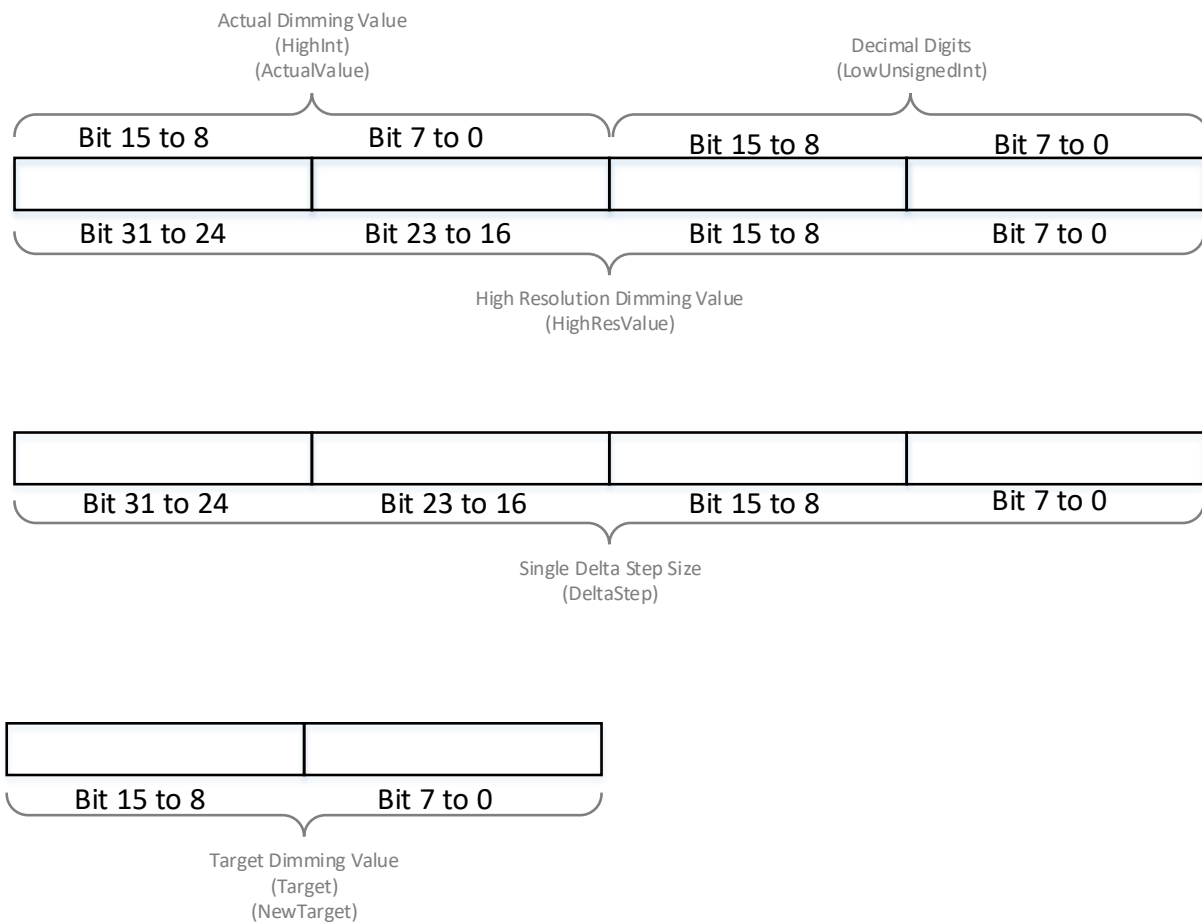 Actual Dimming Value
(HighInt)
(ActualValue)
Decimal Digits
(LowUnsignedInt)
Bit 15 to 8
Bit 7 to 0
Bit 15 to 8
Bit 7 to 0
Bit 31 to 24
Bit 23 to 16
Bit 15 to 8
Bit 7 to 0
High Resolution Dimming Value
(HighResValue)
Bit 31 to 24
Bit 23 to 16
Bit 15 to 8
Bit 7 to 0
Single Delta Step Size
(DeltaStep)
Bit 15 to 8
Bit 7 to 0
Target Dimming Value
(Target)
(NewTarget)